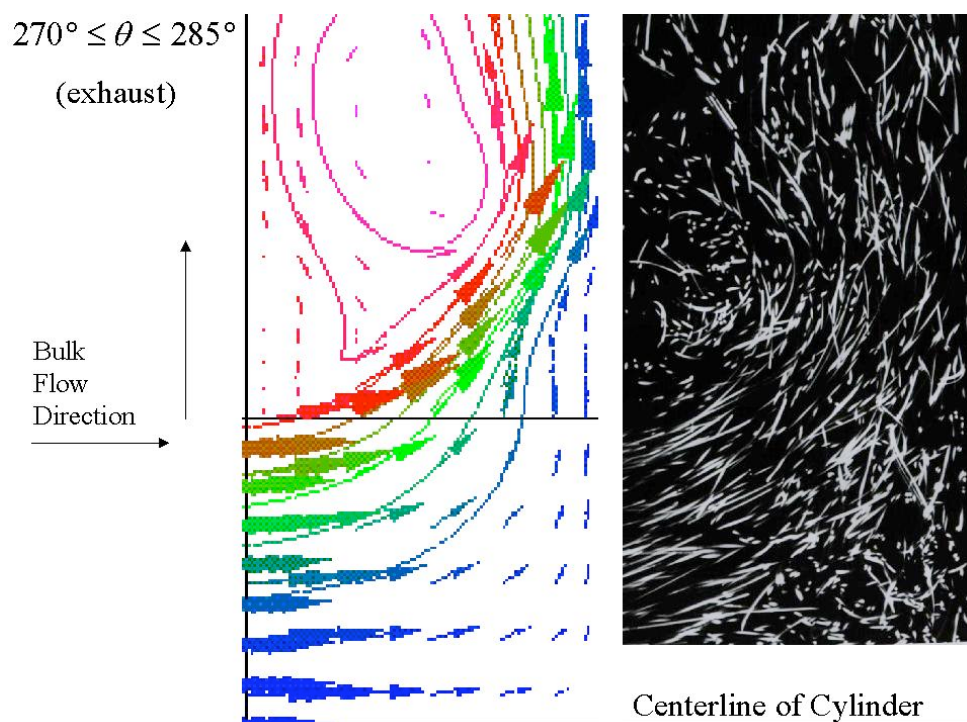 270° ≤ θ ≤ 285°
(exhaust)
Bulk
Flow
Direction
Centerline of Cylinder